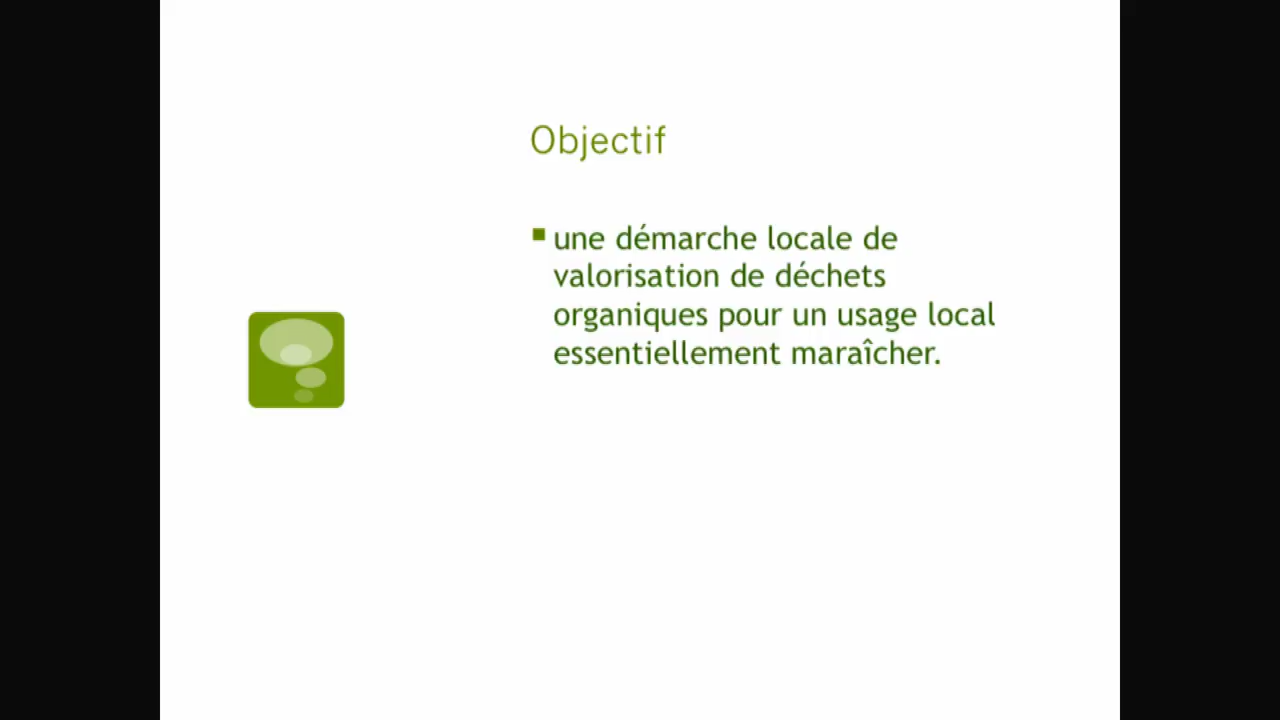 Objectif
une démarche locale de
valorisation de déchets
organiques pour un usage local
essentiellement maraîcher.